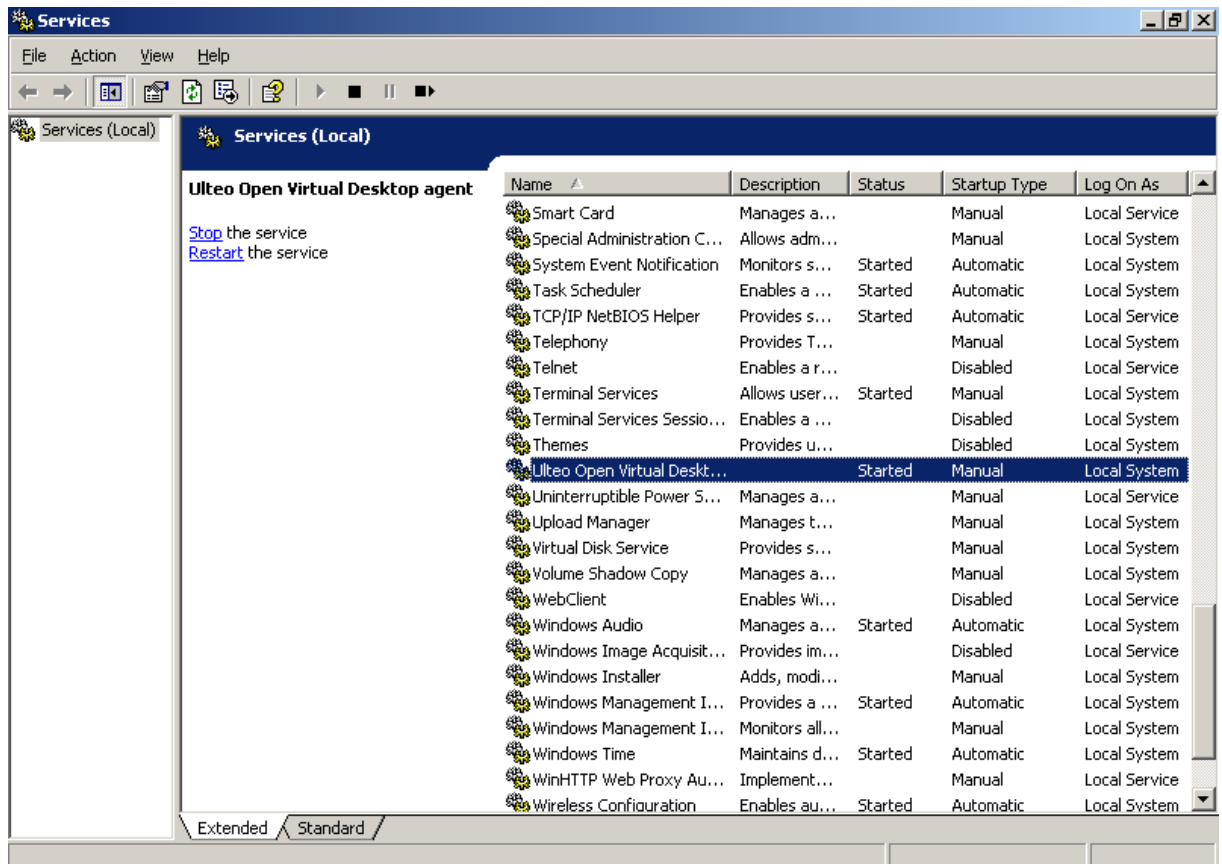 Services
File Action View Help
Services (Local)
Services (Local)
Ulteo Open Virtual Desktop agent
Stop the service
Restart the service
Name Description Status Startup Type Log On As
Smart Card Manages a... Manual Local Service
Special Administration C... Allows adm... Manual Local System
System Event Notification Monitors s... Started Automatic Local System
Task Scheduler Enables a ... Started Automatic Local System
TCP/IP NetBIOS Helper Provides s... Started Automatic Local Service
Telephony Provides T... Manual Local System
Telnet Enables a r... Disabled Local Service
Terminal Services Allows user... Started Manual Local System
Terminal Services Sessio... Enables a ... Disabled Local System
Themes Provides u... Disabled Local System
Ulteo Open Virtual Deskt... Started Manual Local System
Uninterruptible Power S... Manages a... Manual Local Service
Upload Manager Manages t... Manual Local System
Virtual Disk Service Provides s... Manual Local System
Volume Shadow Copy Manages a... Manual Local System
WebClient Enables Wi... Disabled Local Service
Windows Audio Manages a... Started Automatic Local System
Windows Image Acquisit... Provides im... Disabled Local Service
Windows Installer Adds, modi... Manual Local System
Windows Management I... Provides a ... Started Automatic Local System
Windows Management I... Monitors all... Manual Local System
Windows Time Maintains d... Started Automatic Local System
WinHTTP Web Proxy Au... Implement... Manual Local Service
Wireless Configuration Enables au... Started Automatic Local System
Extended Standard